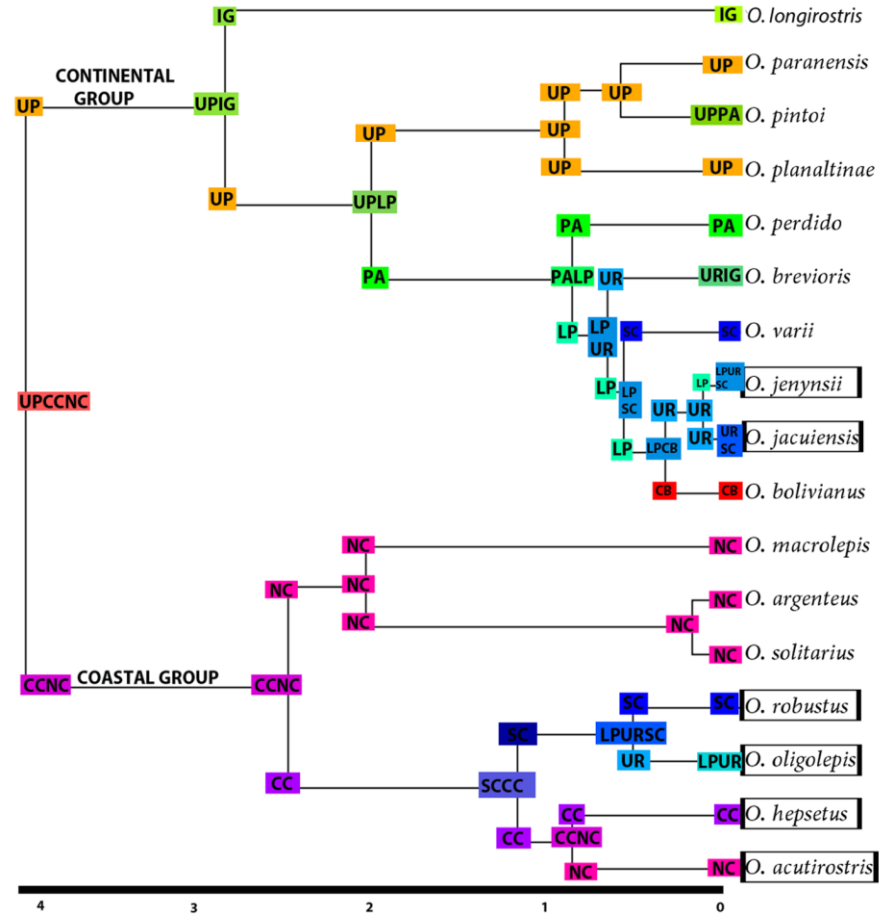 IG
IG
O. longirostris
CONTINENTAL
GROUP
UP
UPIG
UP
O. paranensis
UP
UP
UPPA
O. pintoi
UP
UP
UP
UP
O. planaltinae
UP
UPLP
PA
PA
O. perdido
PA
PALP
UR
URIG
O. brevioris
LP
LP
UR
SC
SC
O. varii
LP
LP
SC
LP
LPUR
SC
O. jenynsii
UR
UR
LP
LPCB
UR
UR
SC
O. jacuiensis
CB
CB
O. bolivianus
UPCCNC
NC
NC
O. macrolepis
NC
NC
NC
NC
O. argenteus
NC
NC
O. solitarius
CCNC
COASTAL GROUP
CCNC
SC
SC
O. robustus
SC
LPURSC
UR
LPUR
O. oligolepis
CC
SCCC
CC
CC
O. hepsetus
CC
CCNC
NC
NC
O. acutirostris
4
3
2
1
0